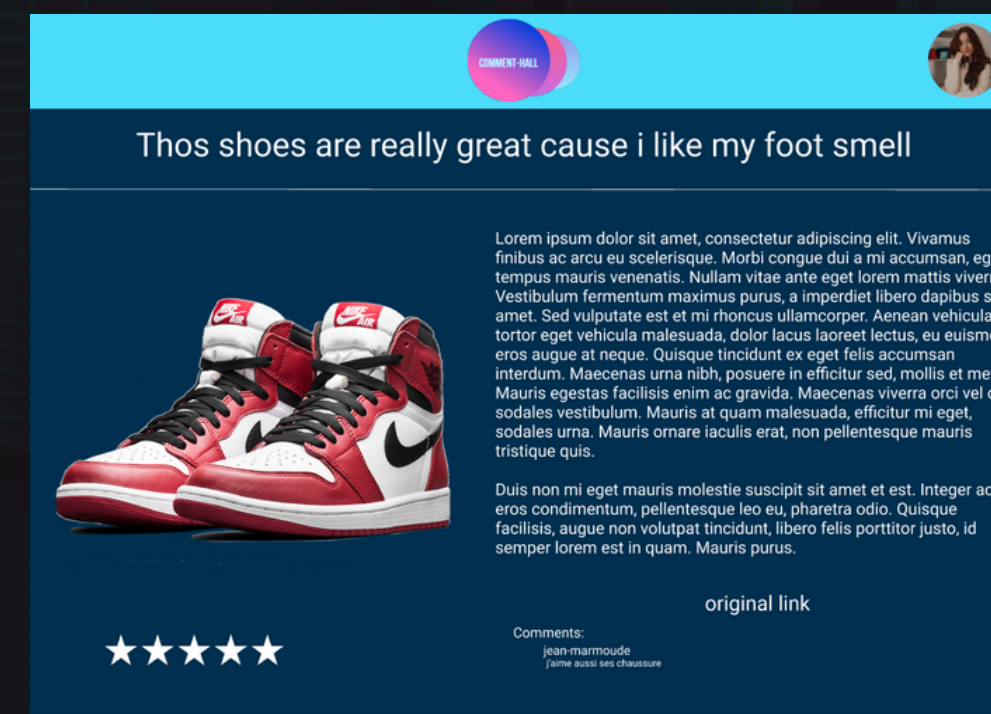 COMMENT-HALL
Thos shoes are really great cause i like my foot smell
Lorem ipsum dolor sit amet, consectetur adipiscing elit. Vivamus
finibus ac arcu eu scelerisque. Morbi congue dui a mi accumsan, eg
tempus mauris venenatis. Nullam vitae ante eget lorem mattis viver
Vestibulum fermentum maximus purus, a imperdiet libero dapibus s
amet. Sed vulputate est et mi rhoncus ullamcorper. Aenean vehicula
tortor eget vehicula malesuada, dolor lacus laoreet lectus, eu euism
eros augue at neque. Quisque tincidunt ex eget felis accumsan
interdum. Maecenas urna nibh, posuere in efficitur sed, mollis et me
Mauris egestas facilisis enim ac gravida. Maecenas viverra orci vel
sodales vestibulum. Mauris at quam malesuada, efficitur mi eget,
sodales urna. Mauris ornare iaculis erat, non pellentesque mauris
tristique quis.
Duis non mi eget mauris molestie suscipit sit amet et est. Integer ac
eros condimentum, pellentesque leo eu, pharetra odio. Quisque
facilisis, augue non volutpat tincidunt, libero felis porttitor justo, id
semper lorem est in quam. Mauris purus.
NIKE
AIR
NIKE
AIR
original link
Comments:
jean-marmoude
j'aime aussi ses chaussure